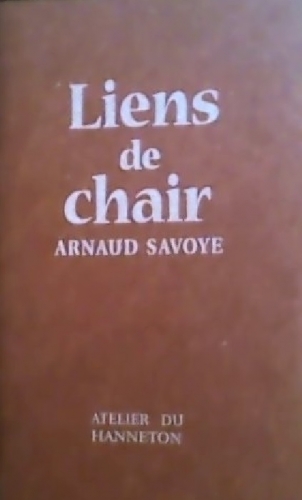 Liens
de
chair
ARNAUD SAVOYE
ATELIER DU
HANNETON